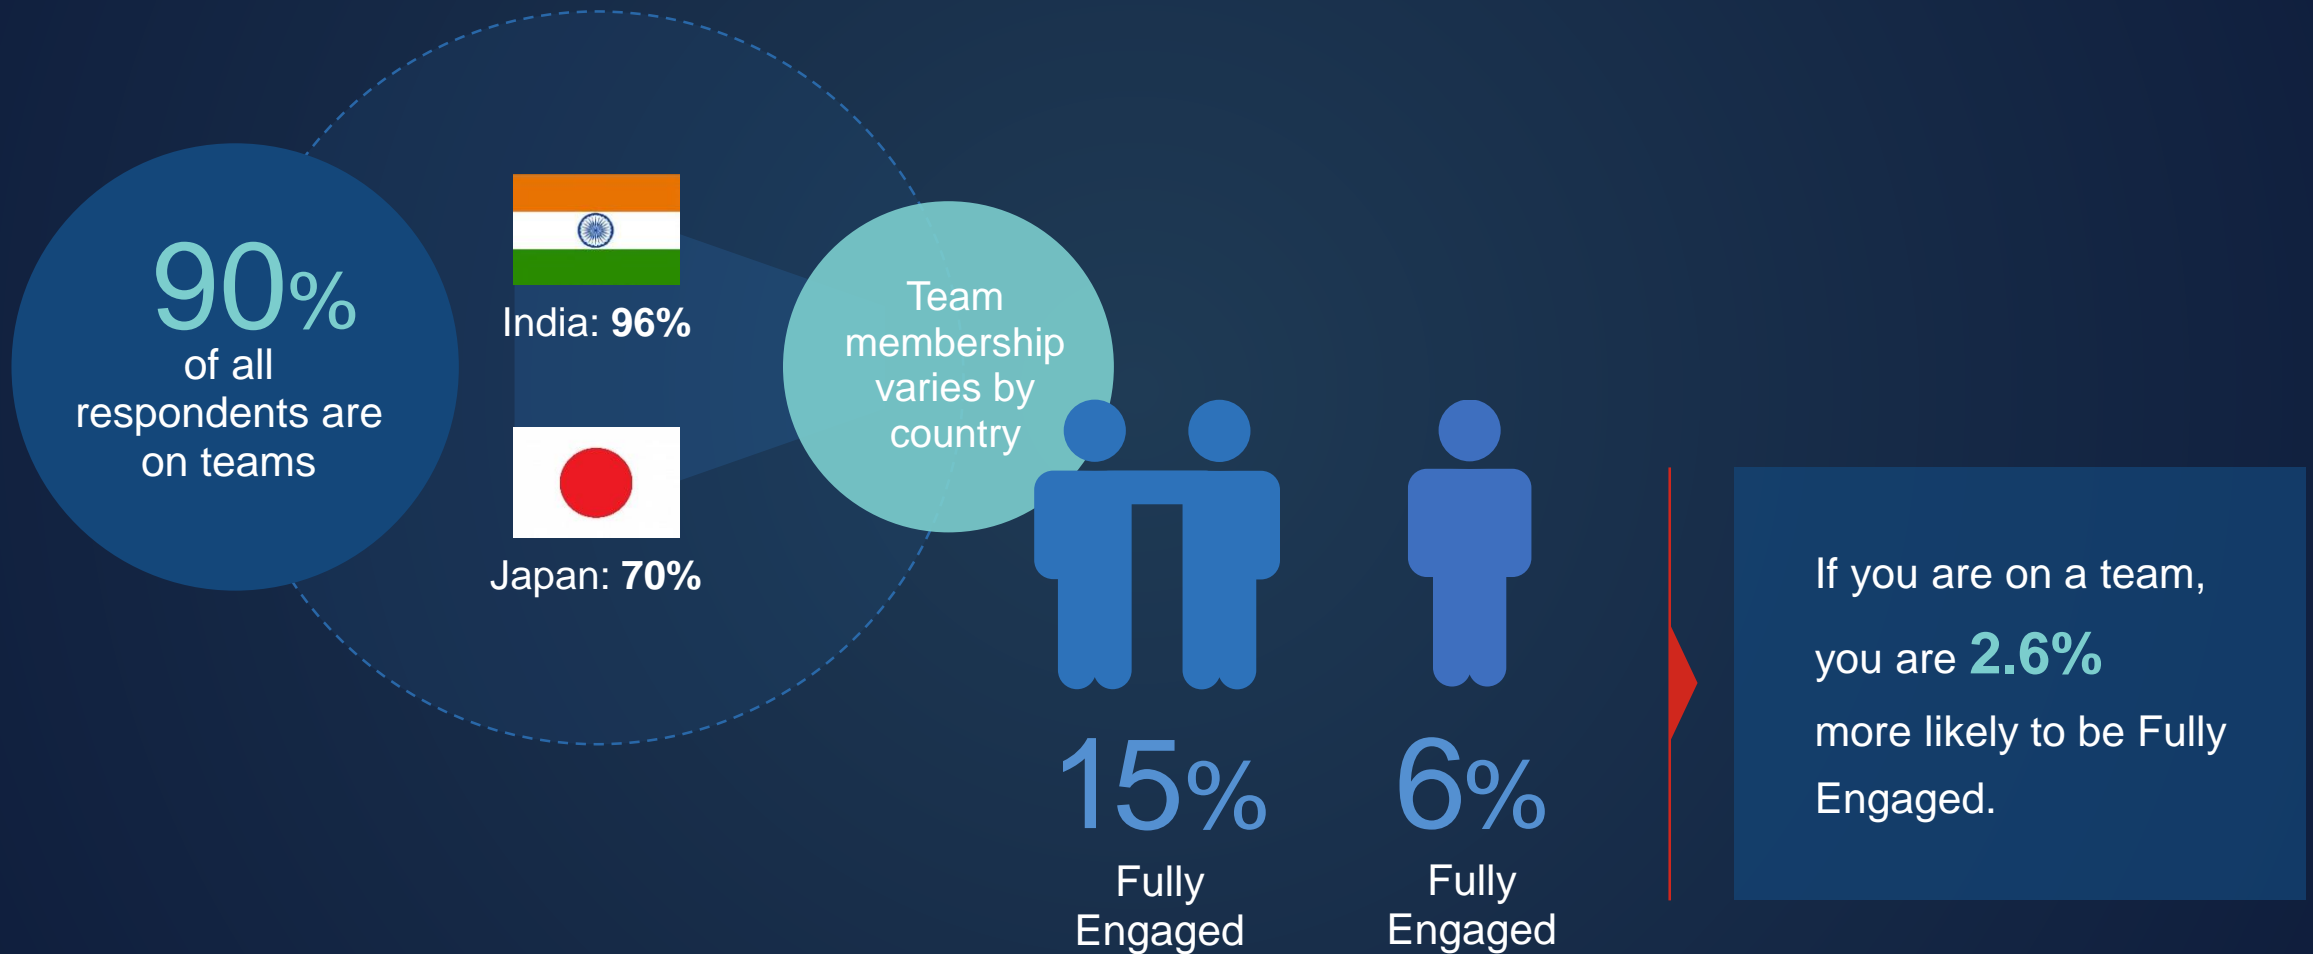 90%
of all
respondents are
on teams
India: 96%
Japan: 70%
Team
membership
varies by
country
15%
Fully
Engaged
6%
Fully
Engaged
If you are on a team,
you are 2.6%
more likely to be Fully
Engaged.